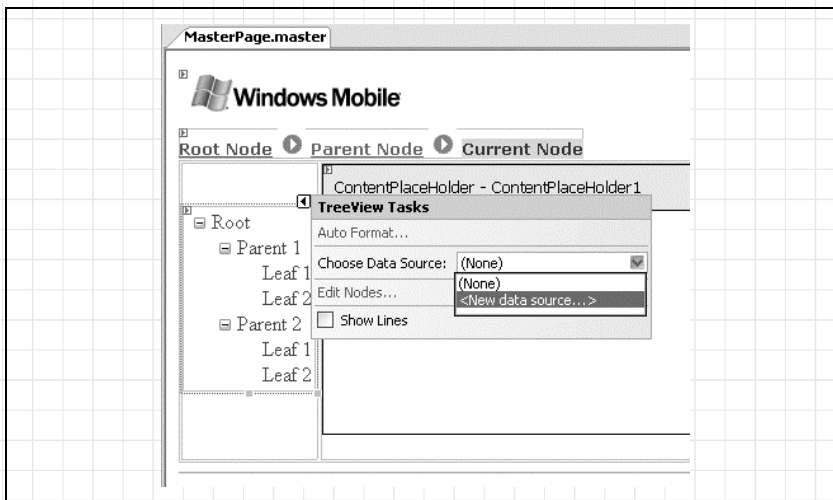 MasterPage.master
Windows Mobile
Root Node Parent Node Current Node
ContentPlaceHolder - ContentPlaceHolder1
TreeView Tasks
Auto Format...
Choose Data Source: (None)
(None)
<New data source...>
Edit Nodes...
Show Lines
Root
Parent 1
Leaf 1
Leaf 2
Parent 2
Leaf 1
Leaf 2